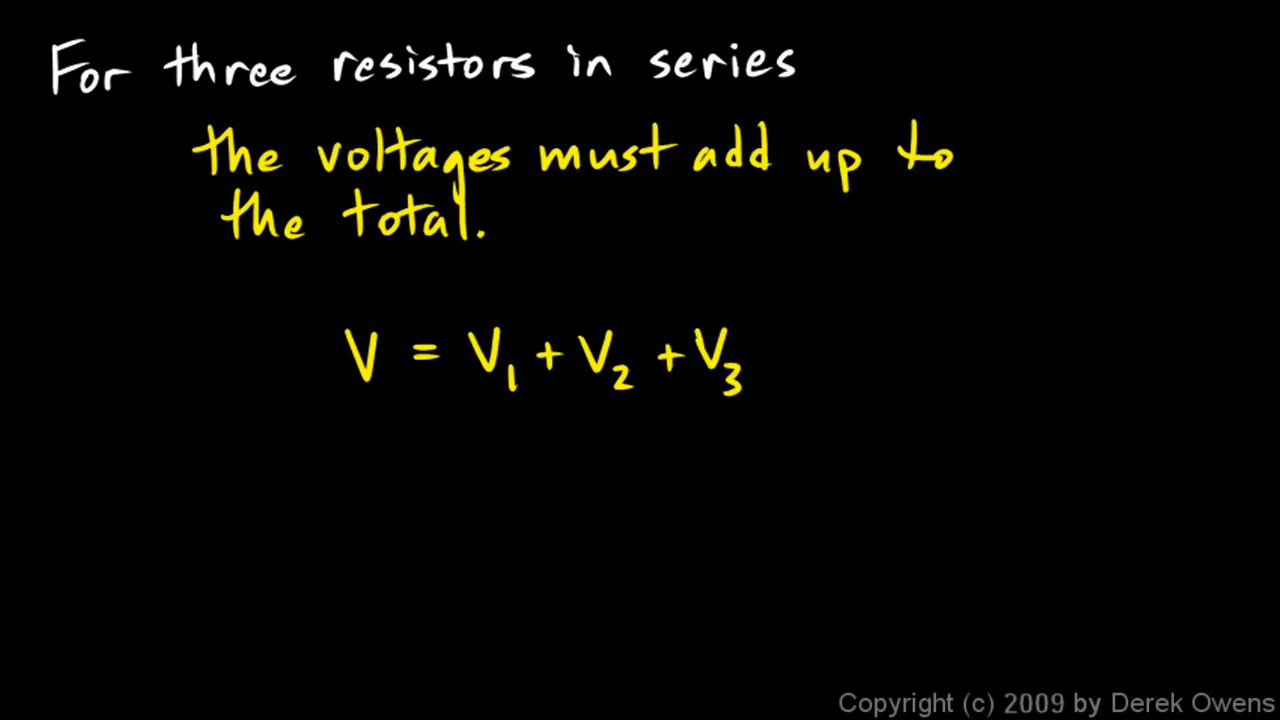 For three resistors in series
the voltages must add up to
the total.
V = V₁ + V₂ + V₃
Copyright (c) 2009 by Derek Owens